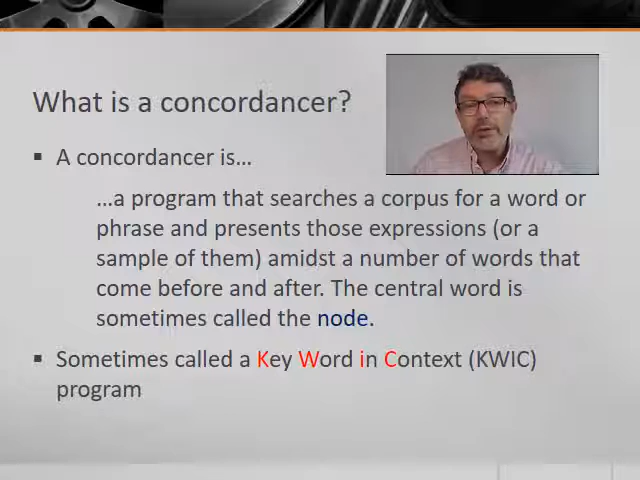 What is a concordancer?
▪ A concordancer is…
…a program that searches a corpus for a word or
phrase and presents those expressions (or a
sample of them) amidst a number of words that
come before and after. The central word is
sometimes called the node.
▪ Sometimes called a Key Word in Context (KWIC)
program